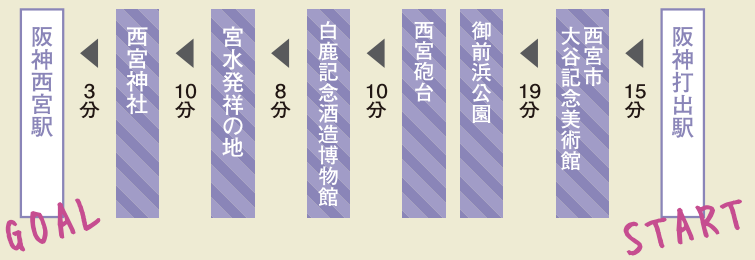 START
阪神打出駅
15分
西宮市
大谷記念美術館
19分
御前浜公園
西宮砲台
10分
白鹿記念酒造博物館
8分
宮水発祥の地
10分
西宮神社
3分
阪神西宮駅
GOAL